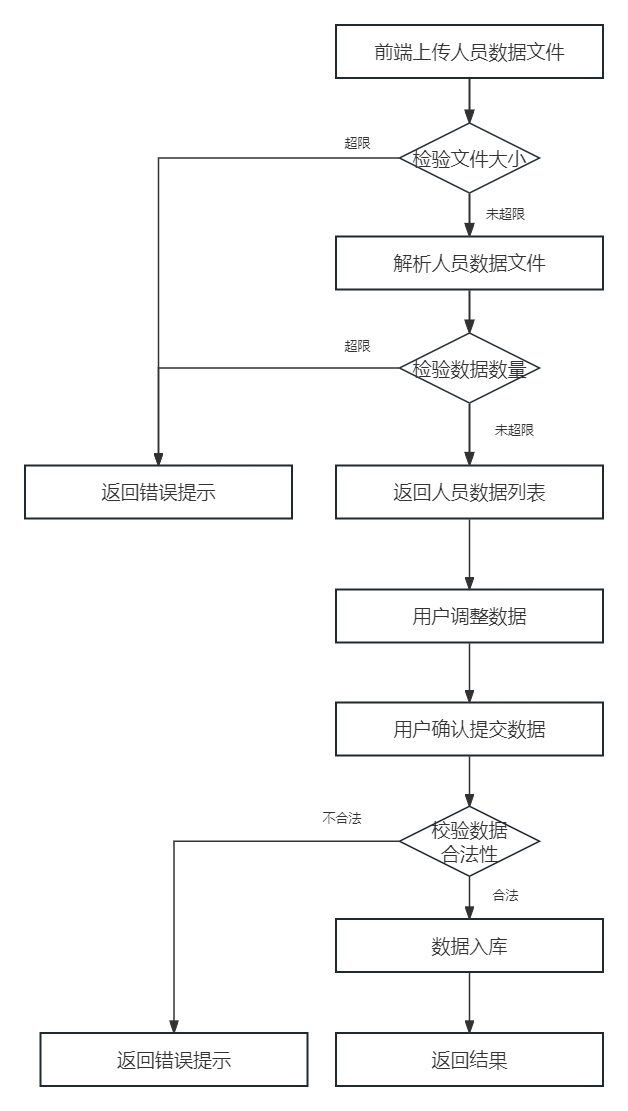 前端上传人员数据文件
超限
检验文件大小
未超限
解析人员数据文件
超限
检验数据数量
未超限
返回错误提示
返回人员数据列表
用户调整数据
用户确认提交数据
不合法
校验数据
合法性
合法
数据入库
返回错误提示
返回结果